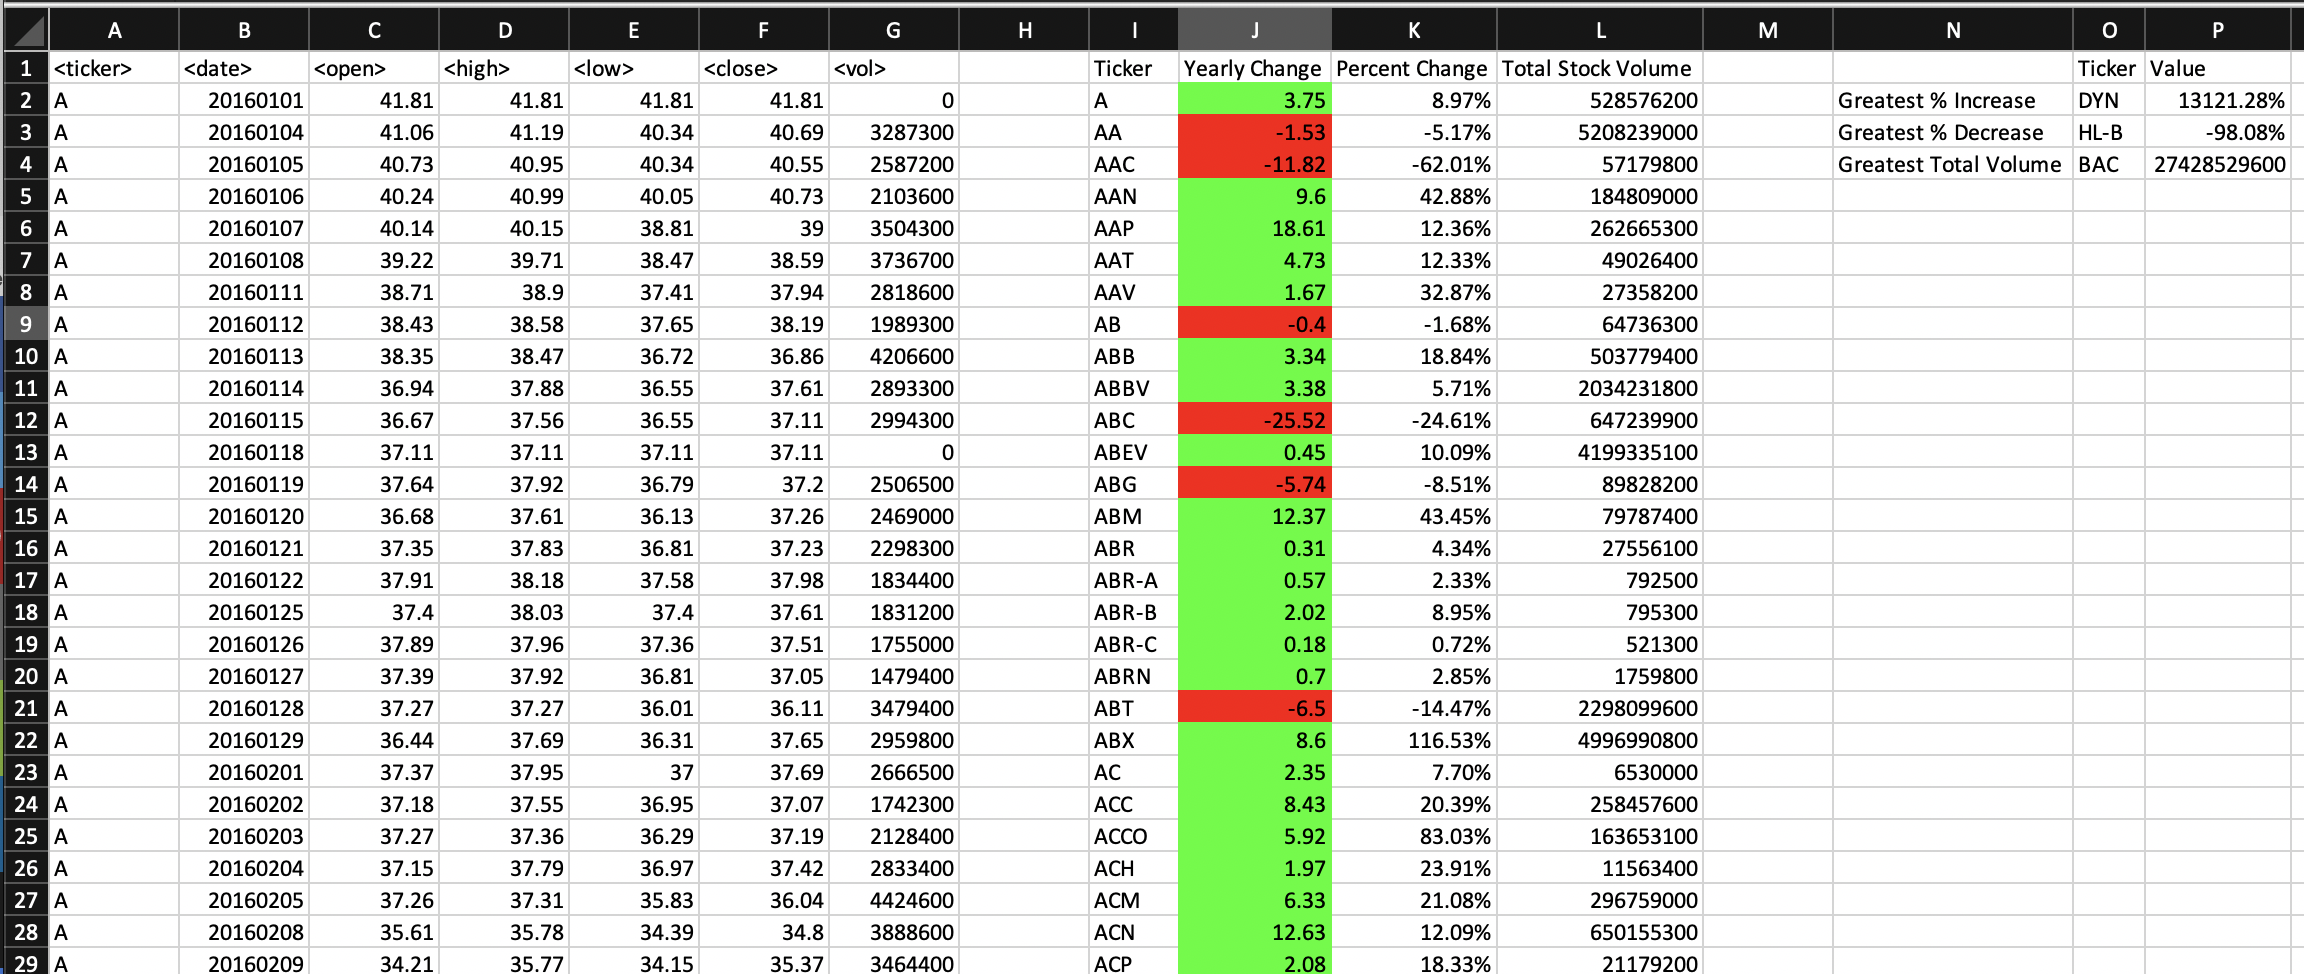 A B C D E F G H I J K L M N O P
1 <ticker> <date> <open> <high> <low> <close> <vol> Ticker Yearly Change Percent Change Total Stock Volume Ticker Value
2 A 20160101 41.81 41.81 41.81 41.81 0 A 3.75 8.97% 528576200 Greatest % Increase DYN 13121.28%
3 A 20160104 41.06 41.19 40.34 40.69 3287300 AA -1.53 -5.17% 5208239000 Greatest % Decrease HL-B -98.08%
4 A 20160105 40.73 40.95 40.34 40.55 2587200 AAC -11.82 -62.01% 57179800 Greatest Total Volume BAC 27428529600
5 A 20160106 40.24 40.99 40.05 40.73 2103600 AAN 9.6 42.88% 184809000
6 A 20160107 40.14 40.15 38.81 39 3504300 AAP 18.61 12.36% 262665300
7 A 20160108 39.22 39.71 38.47 38.59 3736700 AAT 4.73 12.33% 49026400
8 A 20160111 38.71 38.9 37.41 37.94 2818600 AAV 1.67 32.87% 27358200
9 A 20160112 38.43 38.58 37.65 38.19 1989300 AB -0.4 -1.68% 64736300
10 A 20160113 38.35 38.47 36.72 36.86 4206600 ABB 3.34 18.84% 503779400
11 A 20160114 36.94 37.88 36.55 37.61 2893300 ABBV 3.38 5.71% 2034231800
12 A 20160115 36.67 37.56 36.55 37.11 2994300 ABC -25.52 -24.61% 647239900
13 A 20160118 37.11 37.11 37.11 37.11 0 ABEV 0.45 10.09% 4199335100
14 A 20160119 37.64 37.92 36.79 37.2 2506500 ABG -5.74 -8.51% 89828200
15 A 20160120 36.68 37.61 36.13 37.26 2469000 ABM 12.37 43.45% 79787400
16 A 20160121 37.35 37.83 36.81 37.23 2298300 ABR 0.31 4.34% 27556100
17 A 20160122 37.91 38.18 37.58 37.98 1834400 ABR-A 0.57 2.33% 792500
18 A 20160125 37.4 38.03 37.4 37.61 1831200 ABR-B 2.02 8.95% 795300
19 A 20160126 37.89 37.96 37.36 37.51 1755000 ABR-C 0.18 0.72% 521300
20 A 20160127 37.39 37.92 36.81 37.05 1479400 ABRN 0.7 2.85% 1759800
21 A 20160128 37.27 37.27 36.01 36.11 3479400 ABT -6.5 -14.47% 2298099600
22 A 20160129 36.44 37.69 36.31 37.65 2959800 ABX 8.6 116.53% 4996990800
23 A 20160201 37.37 37.95 37 37.69 2666500 AC 2.35 7.70% 6530000
24 A 20160202 37.18 37.55 36.95 37.07 1742300 ACC 8.43 20.39% 258457600
25 A 20160203 37.27 37.36 36.29 37.19 2128400 ACCO 5.92 83.03% 163653100
26 A 20160204 37.15 37.79 36.97 37.42 2833400 ACH 1.97 23.91% 11563400
27 A 20160205 37.26 37.31 35.83 36.04 4424600 ACM 6.33 21.08% 296759000
28 A 20160208 35.61 35.78 34.39 34.8 3888600 ACN 12.63 12.09% 650155300
29 A 20160209 34.21 35.77 34.15 35.37 3464400 ACP 2.08 18.33% 21179200